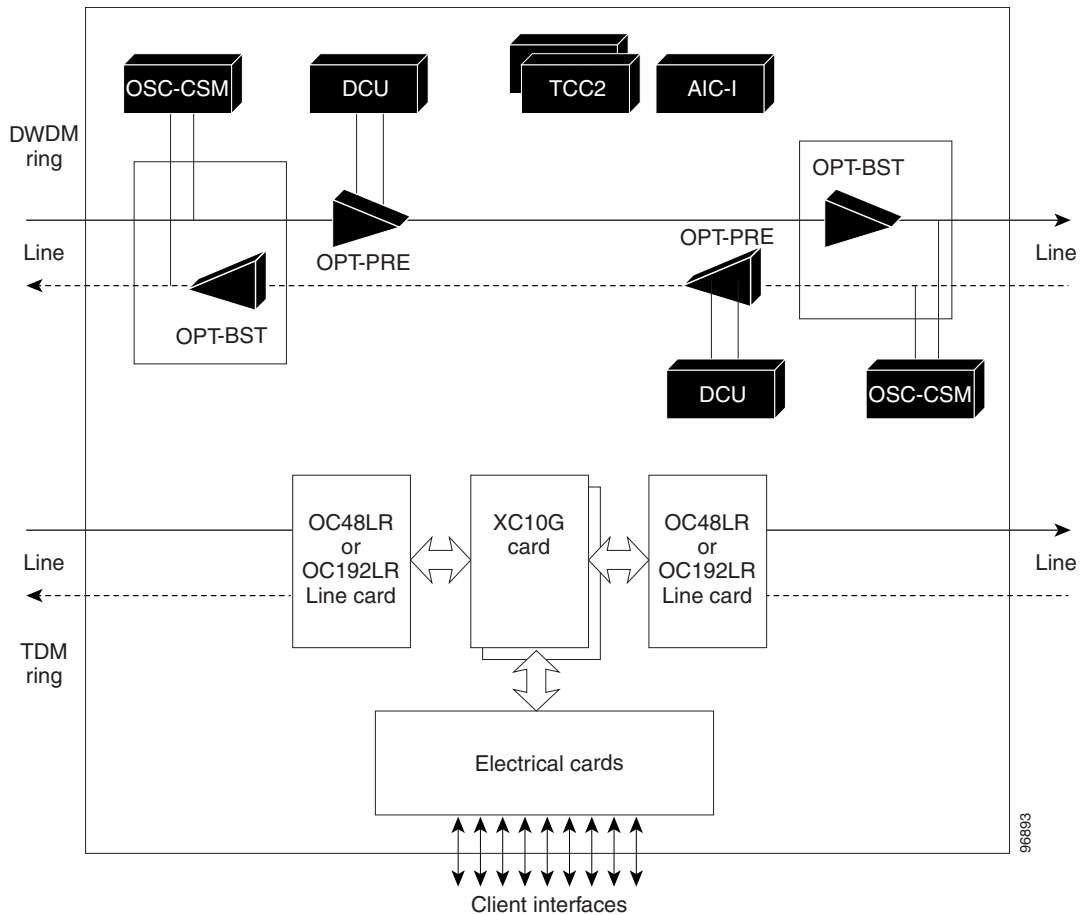 OSC-CSM
DCU
TCC2
AIC-I
DWDM
ring
OPT-BST
Line
OPT-PRE
OPT-PRE
Line
OPT-BST
DCU
OSC-CSM
OC48LR
or
OC192LR
Line card
XC10G
card
OC48LR
or
OC192LR
Line card
Line
Line
TDM
ring
Electrical cards
96893
Client interfaces